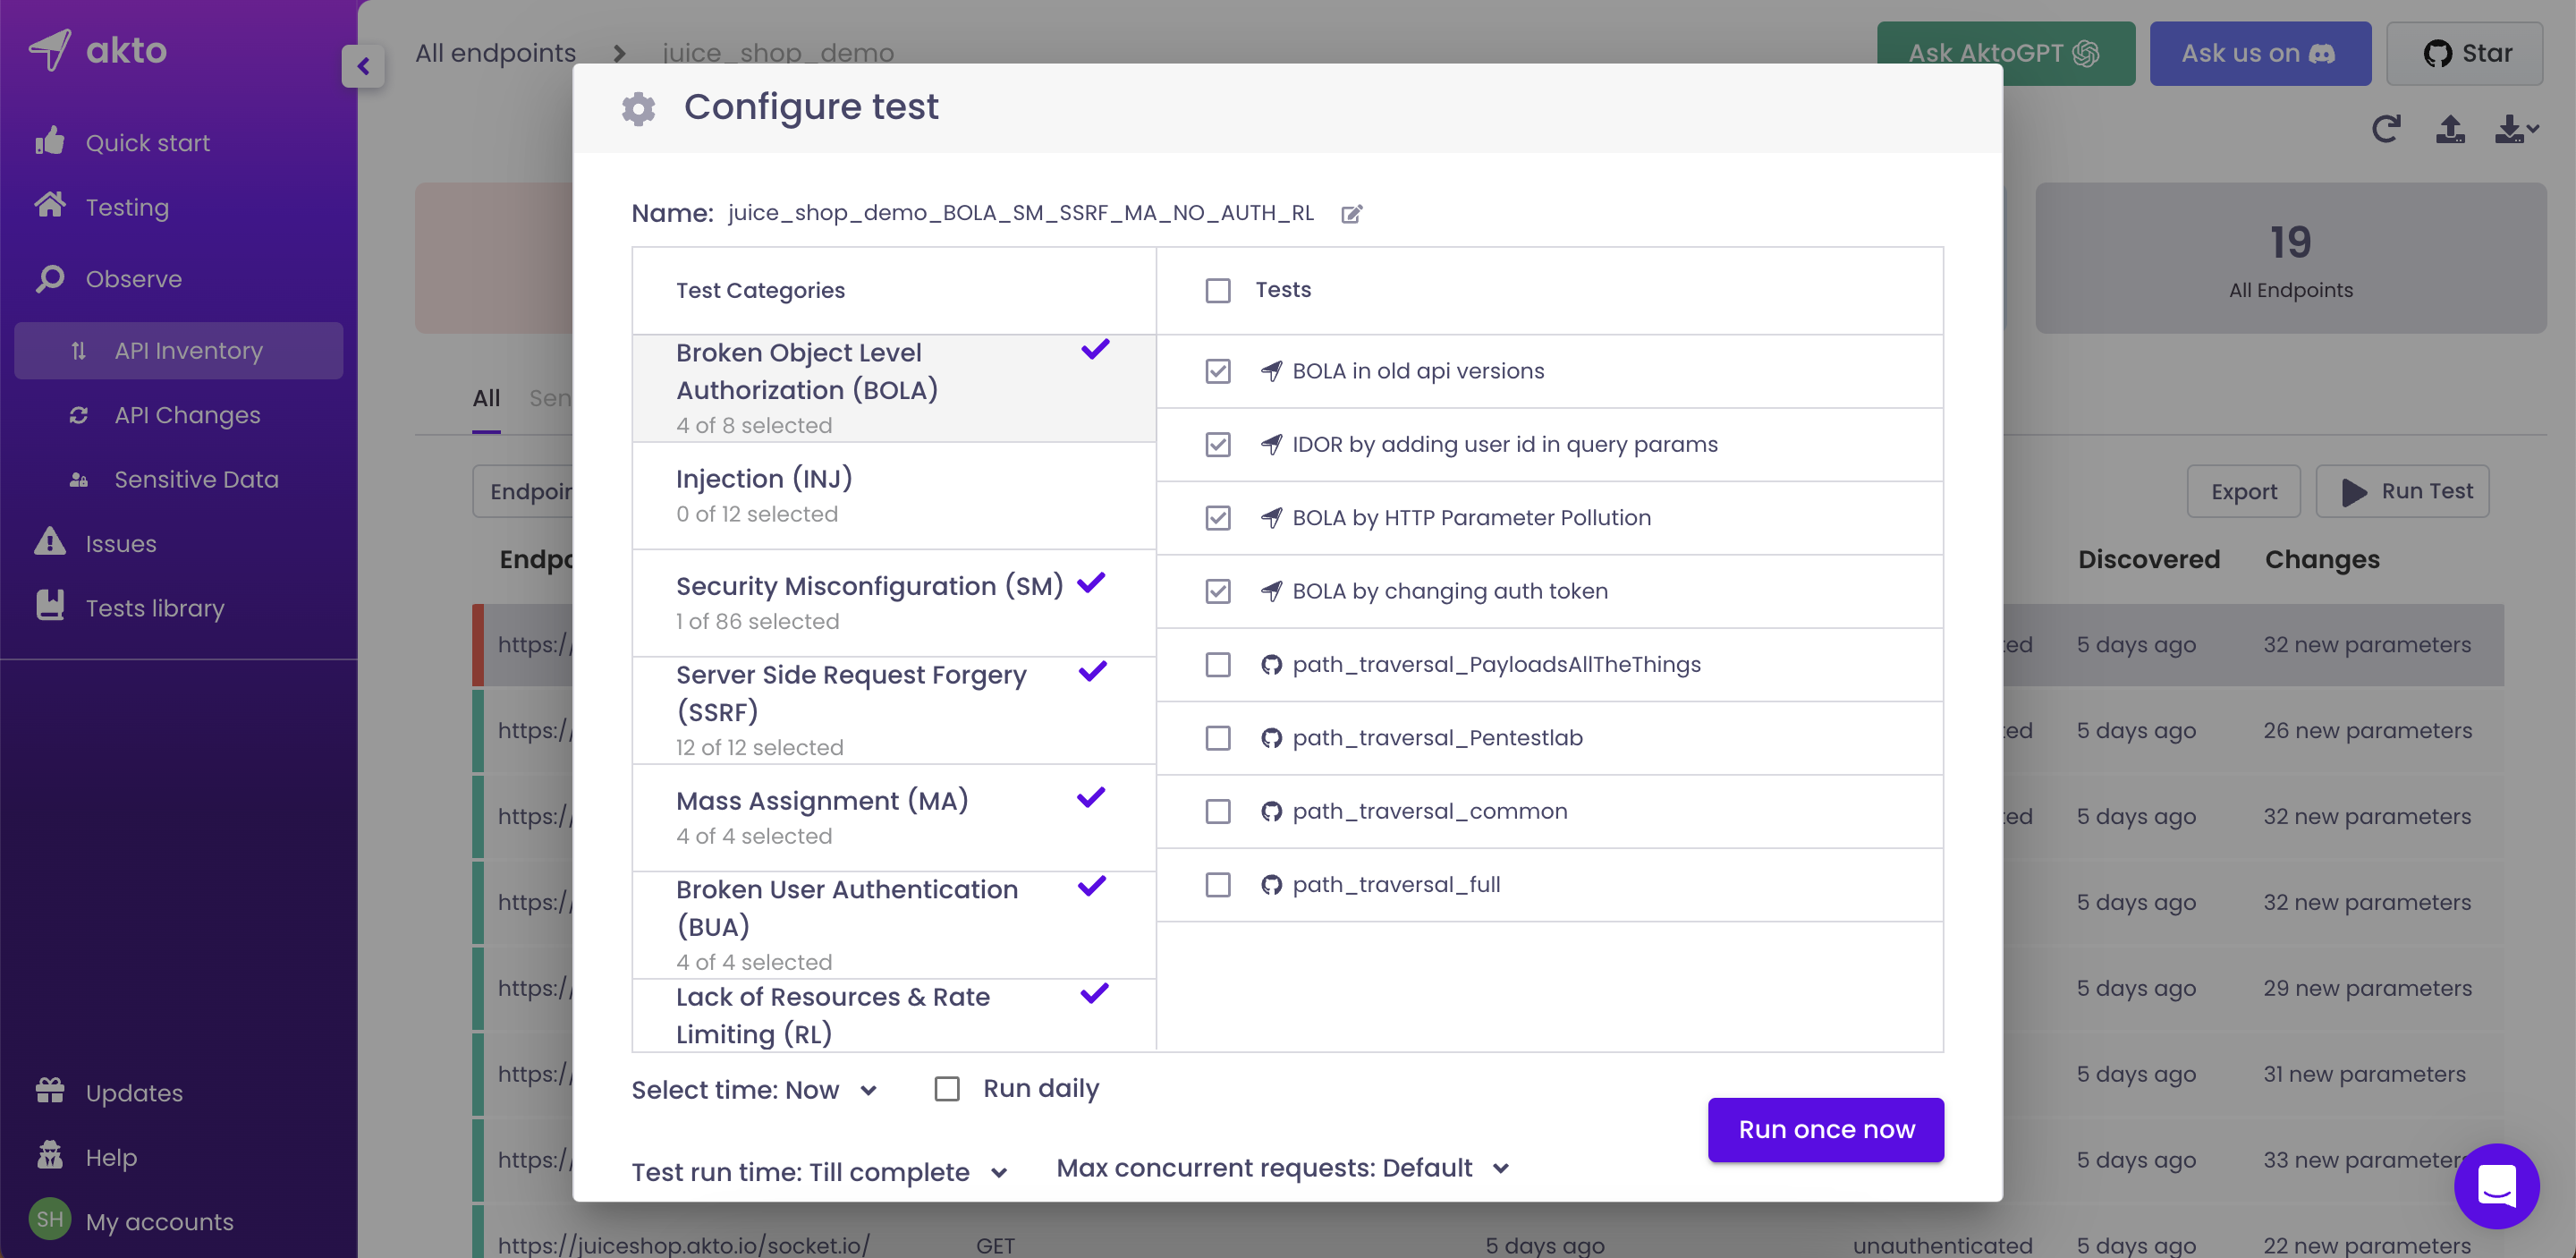 akto
Quick start
Testing
Observe
API Inventory
API Changes
Sensitive Data
Issues
Tests library
Updates
Help
SH
My accounts
All endpoints > juice_shop_demo
Ask AktoGPT
Ask us on
Star
19
All Endpoints
All
Export
Run Test
Discovered
Changes
https:/
5 days ago
32 new parameters
https:/
5 days ago
26 new parameters
https:/
5 days ago
32 new parameters
https:/
5 days ago
32 new parameters
https:/
5 days ago
29 new parameters
https:/
5 days ago
31 new parameters
https:/
5 days ago
33 new parameters
https://juiceshop.akto.io/socket.io/
GET
5 days ago
unauthenticated
5 days ago
22 new parameters
Configure test
Name: juice_shop_demo_BOLA_SM_SSRF_MA_NO_AUTH_RL
Test Categories
Broken Object Level
Authorization (BOLA)
4 of 8 selected
Injection (INJ)
0 of 12 selected
Security Misconfiguration (SM)
1 of 86 selected
Server Side Request Forgery
(SSRF)
12 of 12 selected
Mass Assignment (MA)
4 of 4 selected
Broken User Authentication
(BUA)
4 of 4 selected
Lack of Resources & Rate
Limiting (RL)
Tests
BOLA in old api versions
IDOR by adding user id in query params
BOLA by HTTP Parameter Pollution
BOLA by changing auth token
path_traversal_PayloadsAllTheThings
path_traversal_Pentestlab
path_traversal_common
path_traversal_full
Select time: Now
Run daily
Run once now
Test run time: Till complete
Max concurrent requests: Default